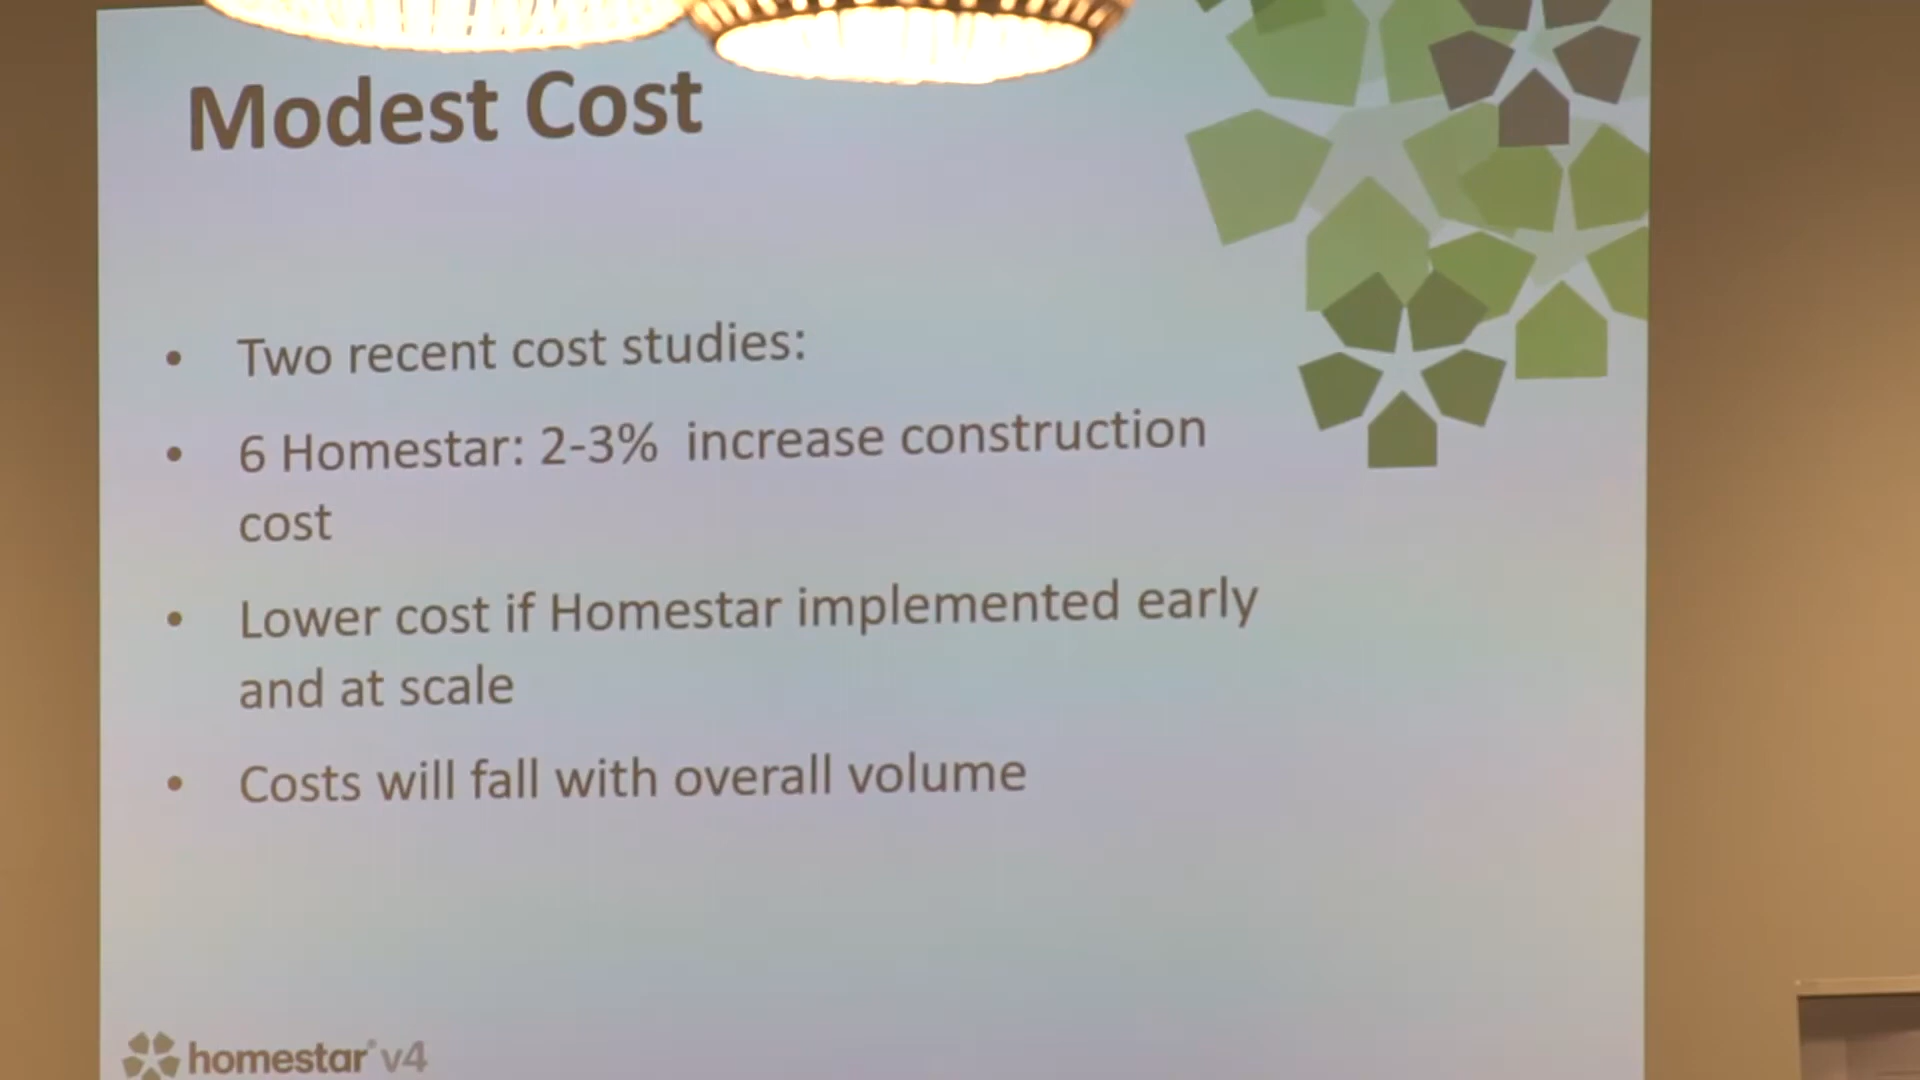 Modest Cost
• Two recent cost studies:
• 6 Homestar: 2-3% increase construction
cost
• Lower cost if Homestar implemented early
and at scale
• Costs will fall with overall volume
homestar® v4